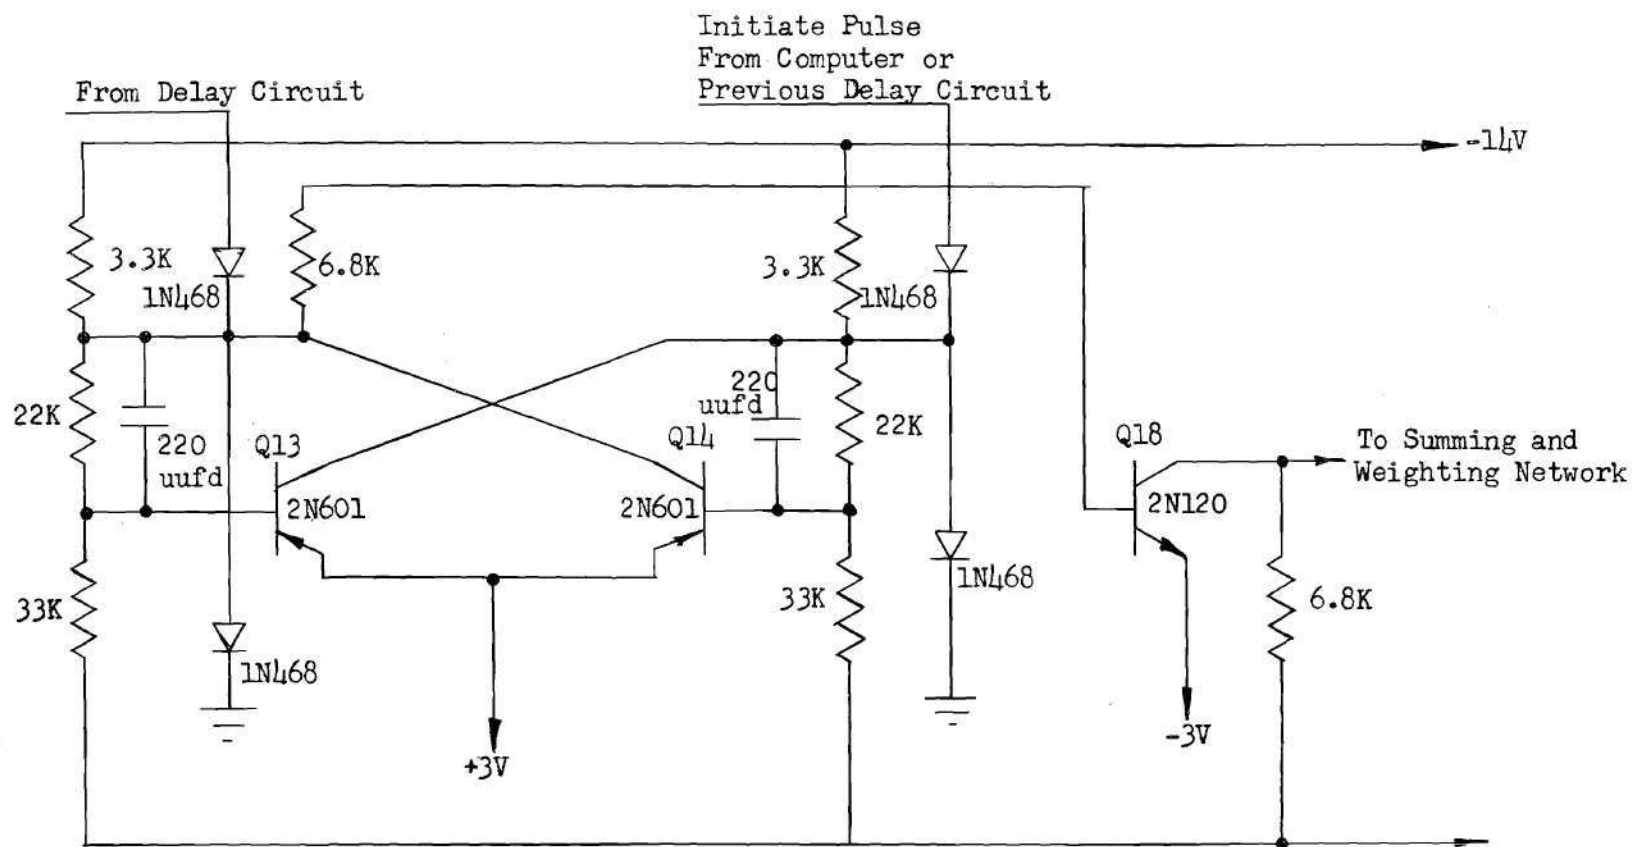 Initiate Pulse
From Computer or
Previous Delay Circuit
From Delay Circuit
-14V
3.3K
1N468
6.8K
3.3K
1N468
22K
220
uufd
Q13
2N601
220
uufd
Q14
2N601
22K
Q18
2N120
To Summing and
Weighting Network
33K
1N468
33K
1N468
6.8K
+3V
-3V